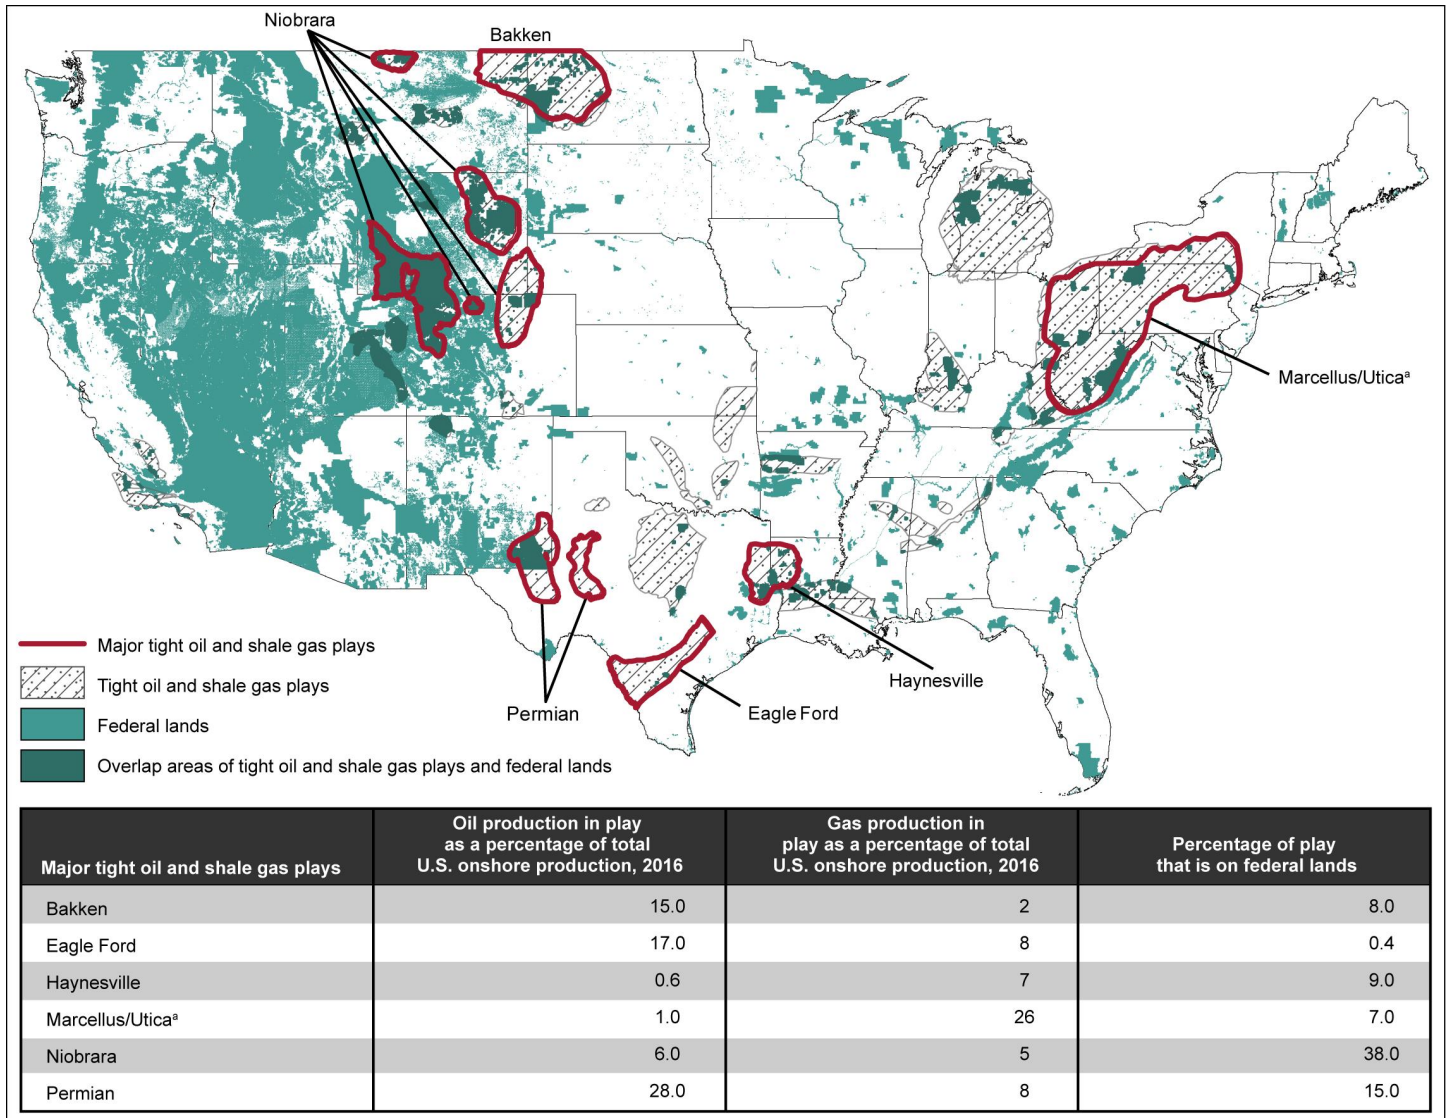 Niobrara
Bakken
Marcellus/Uticaᵃ
Haynesville
Eagle Ford
Permian
Major tight oil and shale gas plays
Tight oil and shale gas plays
Federal lands
Overlap areas of tight oil and shale gas plays and federal lands
Major tight oil and shale gas plays
Oil production in play
as a percentage of total
U.S. onshore production, 2016
Gas production in
play as a percentage of total
U.S. onshore production, 2016
Percentage of play
that is on federal lands
Bakken 15.0 2 8.0
Eagle Ford 17.0 8 0.4
Haynesville 0.6 7 9.0
Marcellus/Uticaᵃ 1.0 26 7.0
Niobrara 6.0 5 38.0
Permian 28.0 8 15.0